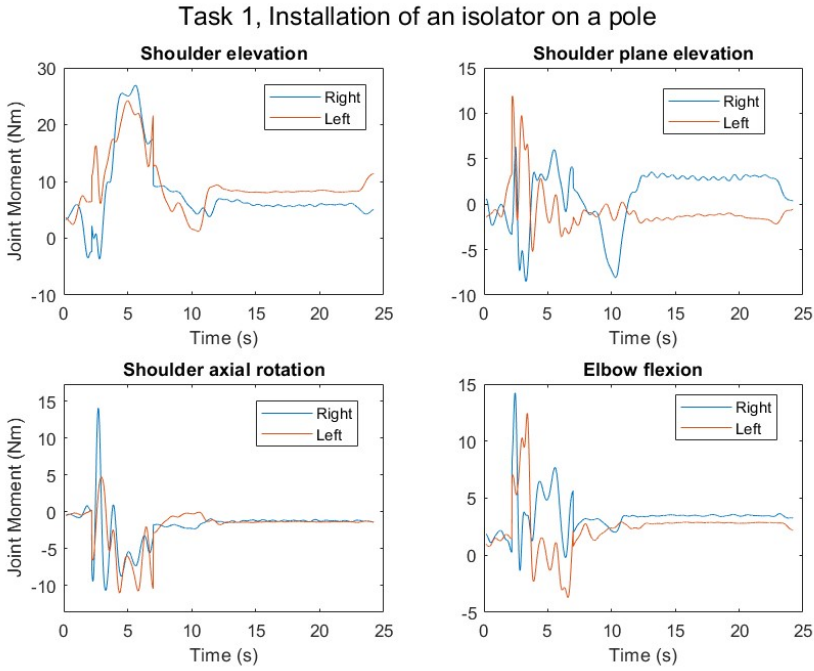 Task 1, Installation of an isolator on a pole
Shoulder elevation
30
20
10
0
-10
Joint Moment (Nm)
Right
Left
0 5 10 15 20 25
Time (s)
Shoulder plane elevation
15
10
5
0
-5
-10
Right
Left
0 5 10 15 20 25
Time (s)
Shoulder axial rotation
15
10
5
0
-5
-10
Joint Moment (Nm)
Right
Left
0 5 10 15 20 25
Time (s)
Elbow flexion
15
10
5
0
-5
Right
Left
0 5 10 15 20 25
Time (s)